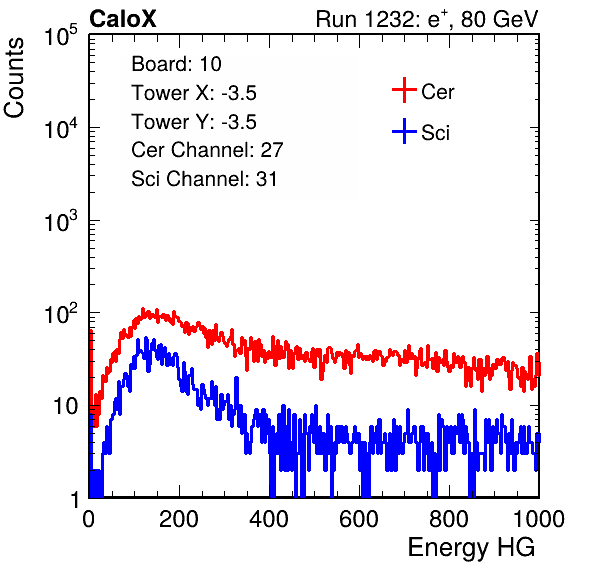 CaloX Run 1232: e⁺, 80 GeV
Counts
10⁵
10⁴
10³
10²
10
1
Board: 10
Tower X: -3.5
Tower Y: -3.5
Cer Channel: 27
Sci Channel: 31
Cer
Sci
0 200 400 600 800 1000
Energy HG